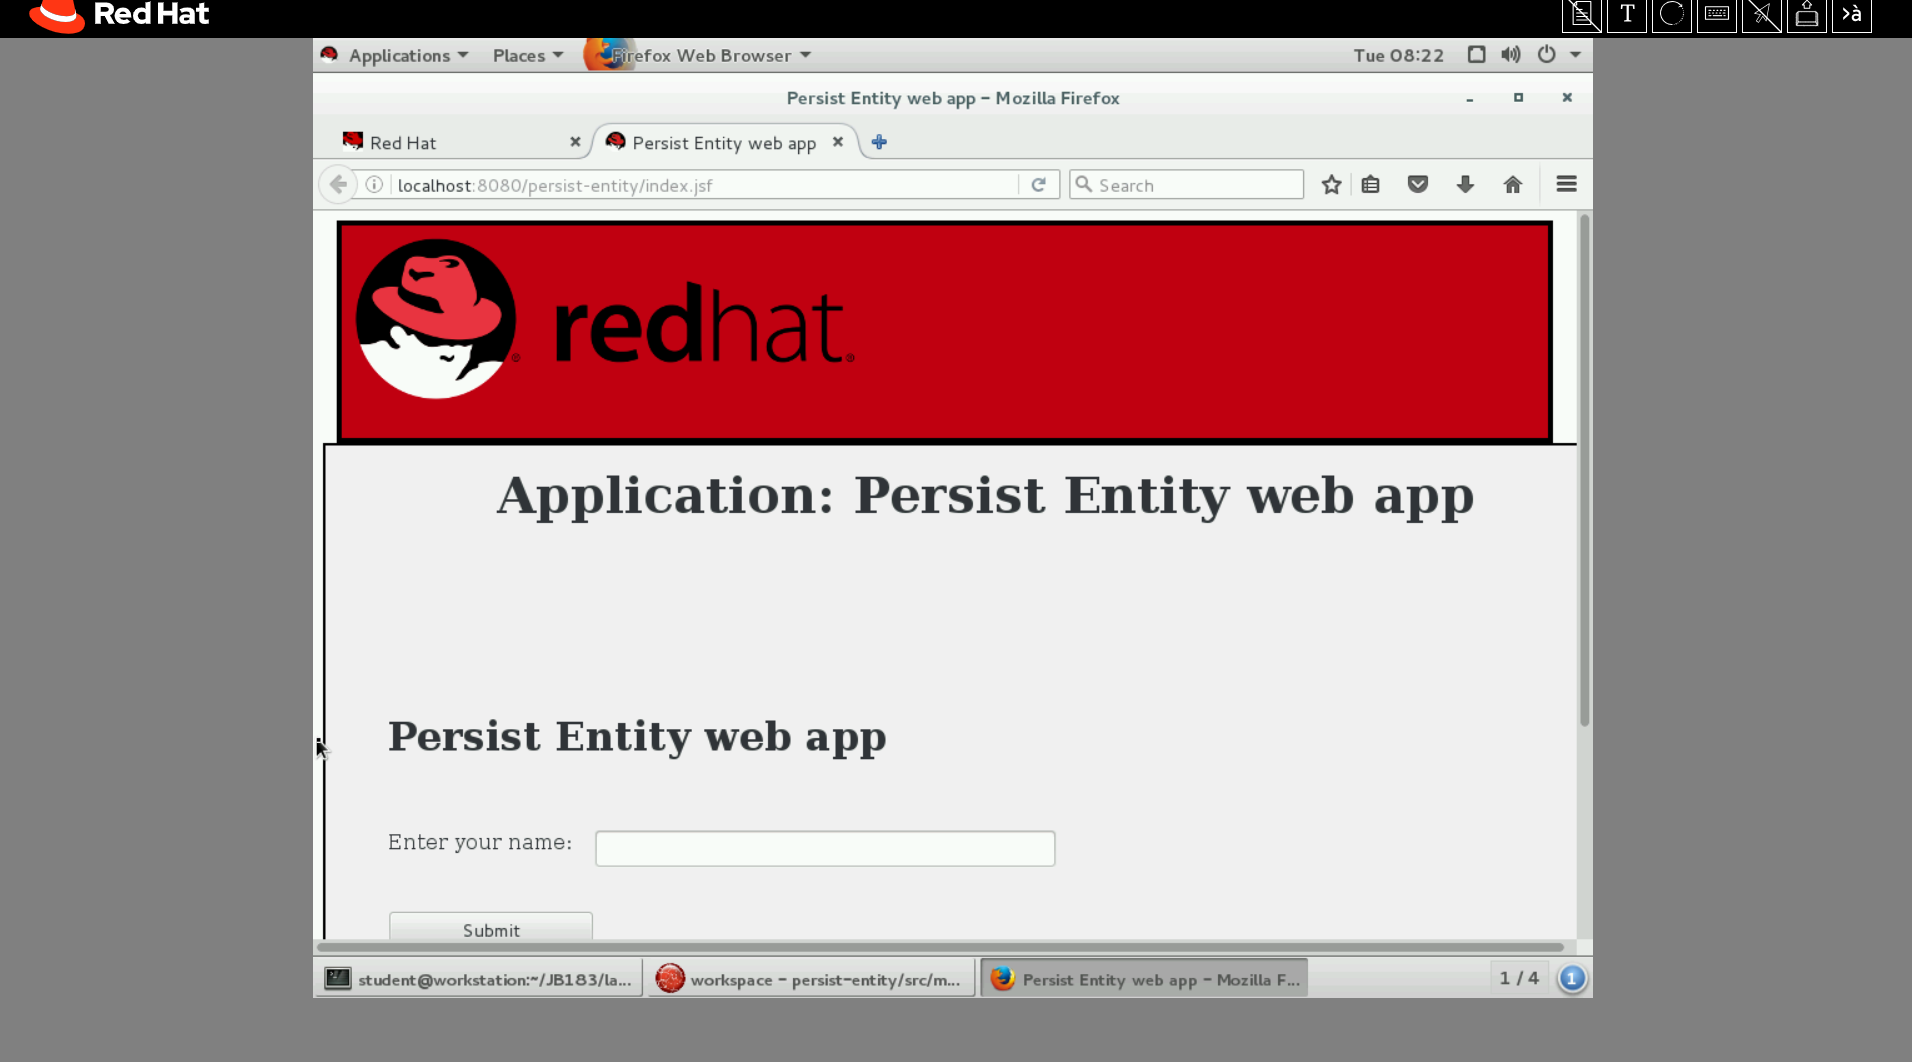 Red Hat
T
›à
Applications
Places
Firefox Web Browser
Tue 08:22
Persist Entity web app – Mozilla Firefox
Red Hat
Persist Entity web app
localhost:8080/persist-entity/index.jsf
Search
redhat®
Application: Persist Entity web app
Persist Entity web app
Enter your name:
Submit
student@workstation:~/JB183/la...
workspace – persist-entity/src/m...
Persist Entity web app – Mozilla F...
1 / 4
1